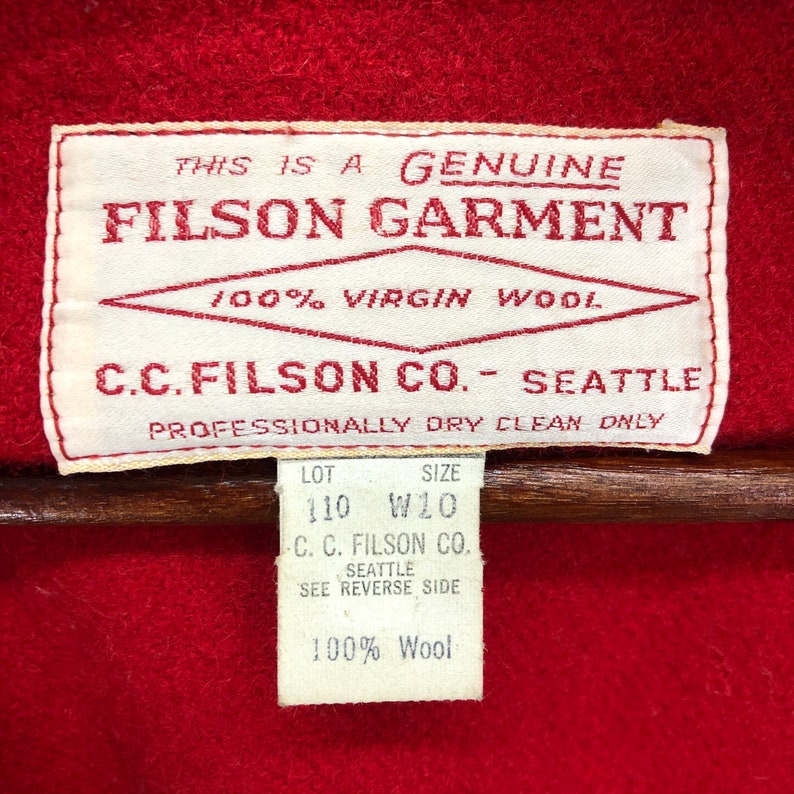 THIS IS A GENUINE
FILSON GARMENT
100% VIRGIN WOOL
C.C. FILSON CO. - SEATTLE
PROFESSIONALLY DRY CLEAN ONLY
LOT SIZE
110 W10
C. C. FILSON CO.
SEATTLE
SEE REVERSE SIDE
100% Wool